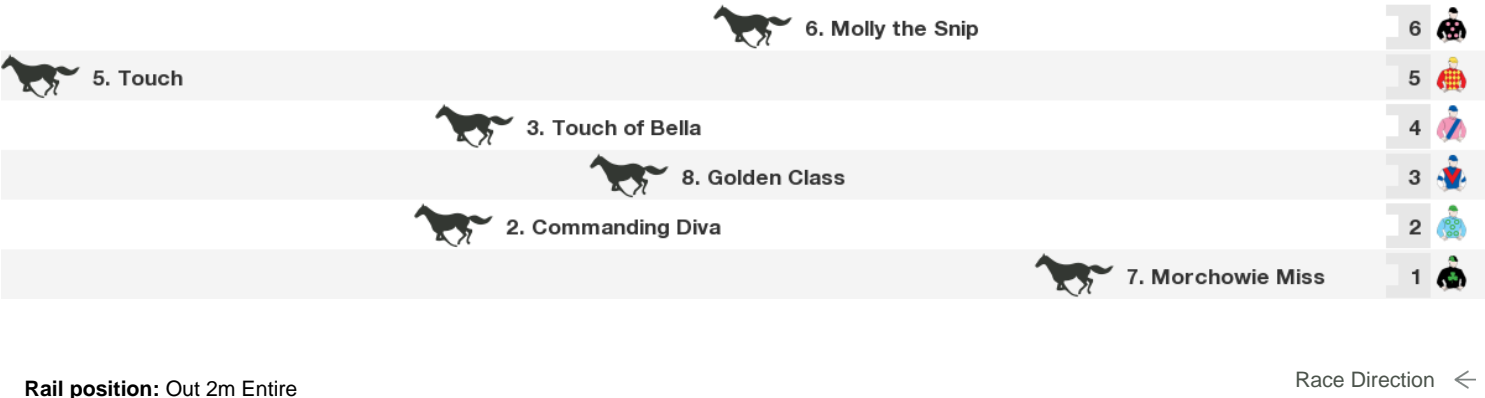 6. Molly the Snip 6
5. Touch 5
3. Touch of Bella 4
8. Golden Class 3
2. Commanding Diva 2
7. Morchowie Miss 1
Race Direction
Rail position: Out 2m Entire